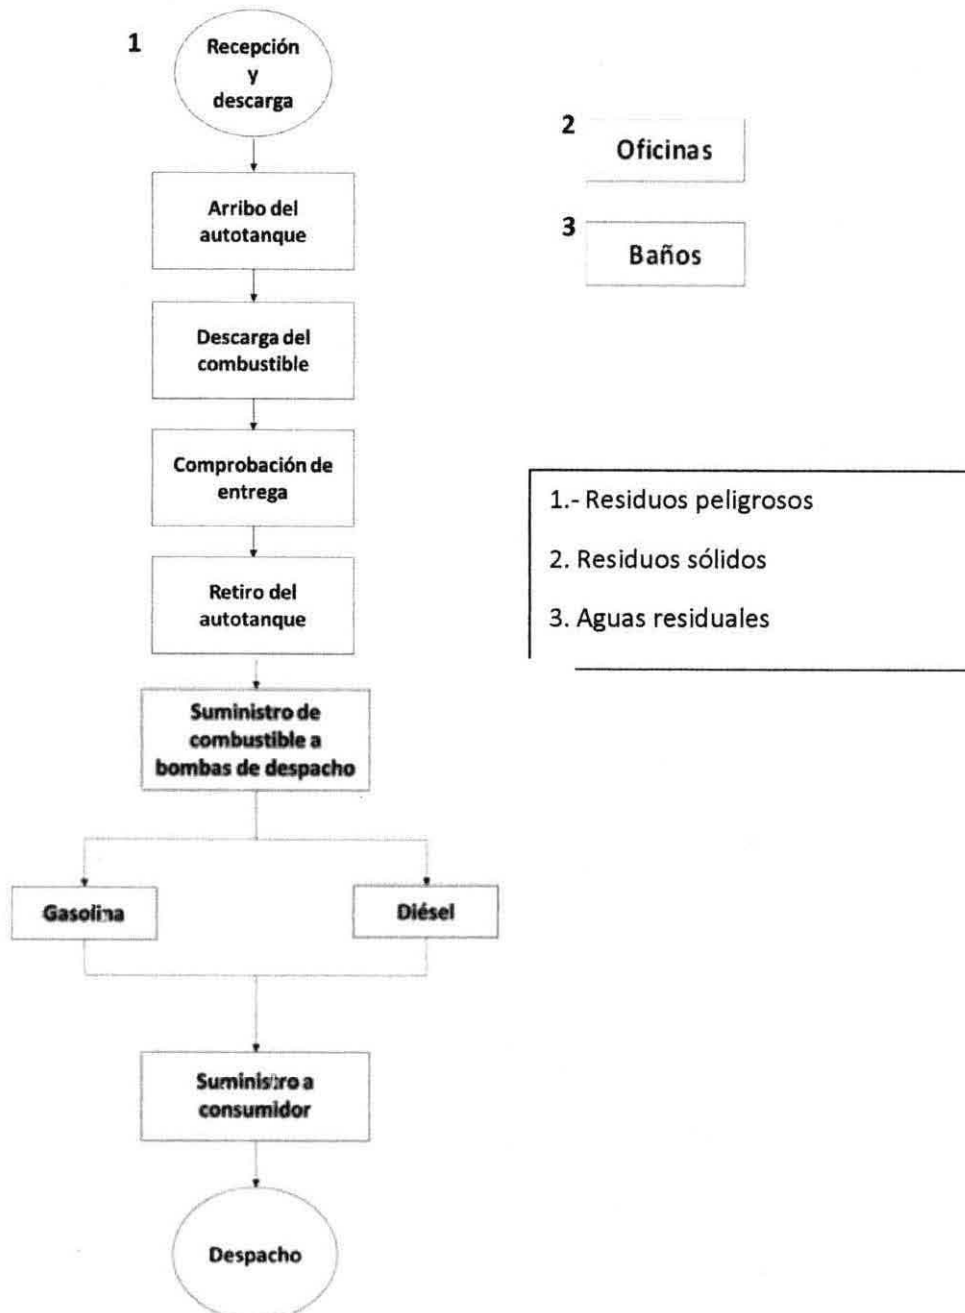 1
Recepción
y
descarga
2
Oficinas
Arribo del
autotanque
3
Baños
Descarga del
combustible
Comprobación de
entrega
1.- Residuos peligrosos
2. Residuos sólidos
3. Aguas residuales
Retiro del
autotanque
Suministro de
combustible a
bombas de despacho
Gasolina
Diésel
Suministro a
consumidor
Despacho